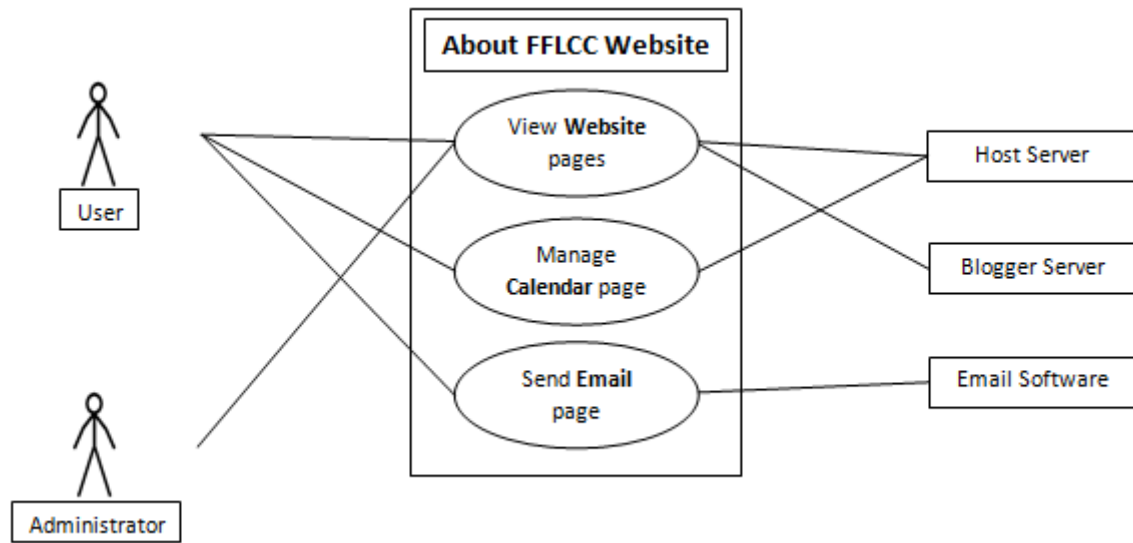 About FFLCC Website
View Website
pages
Manage
Calendar page
Send Email
page
User
Administrator
Host Server
Blogger Server
Email Software